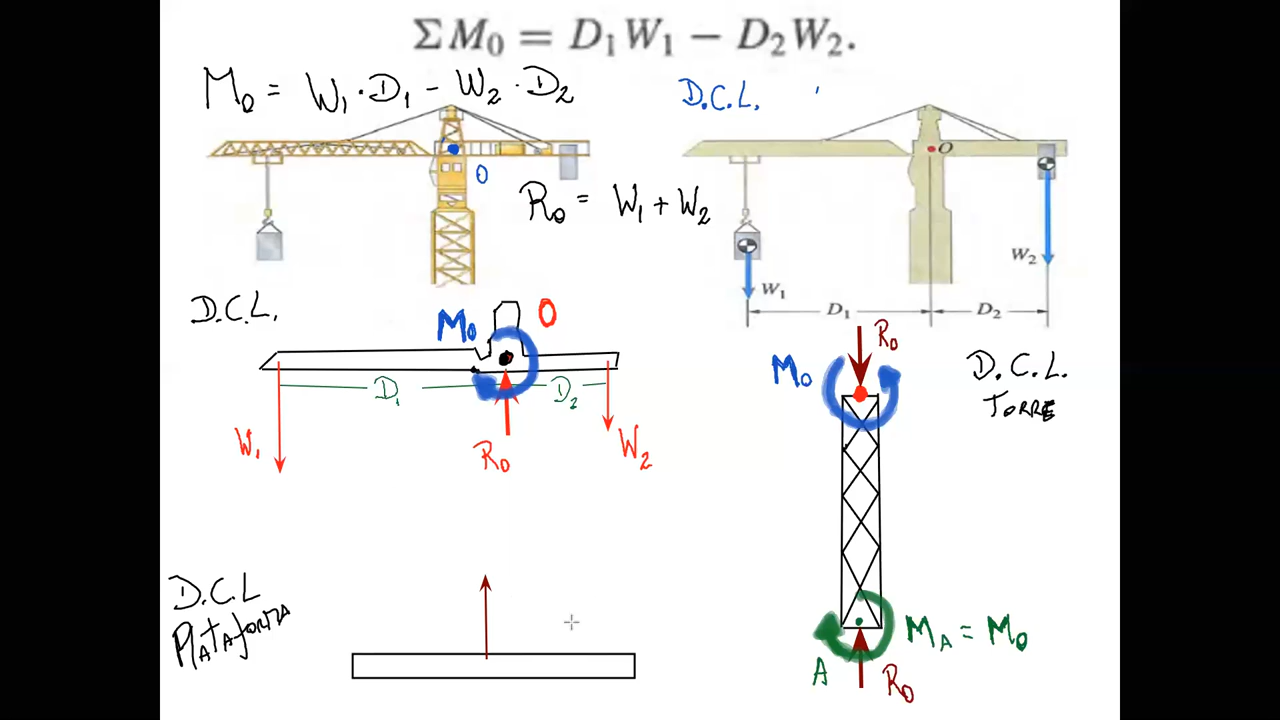 ΣM₀ = D₁W₁ − D₂W₂.
M₀ = W₁ · D₁ − W₂ · D₂
D.C.L.
O
O
R₀ = W₁ + W₂
W₂
W₁
D₁
D₂
D.C.L.
M₀
O
D₁
D₂
W₁
R₀
W₂
R₀
M₀
D.C.L.
TORRE
D.C.L
PLATAFORMA
M_A = M₀
A
R₀